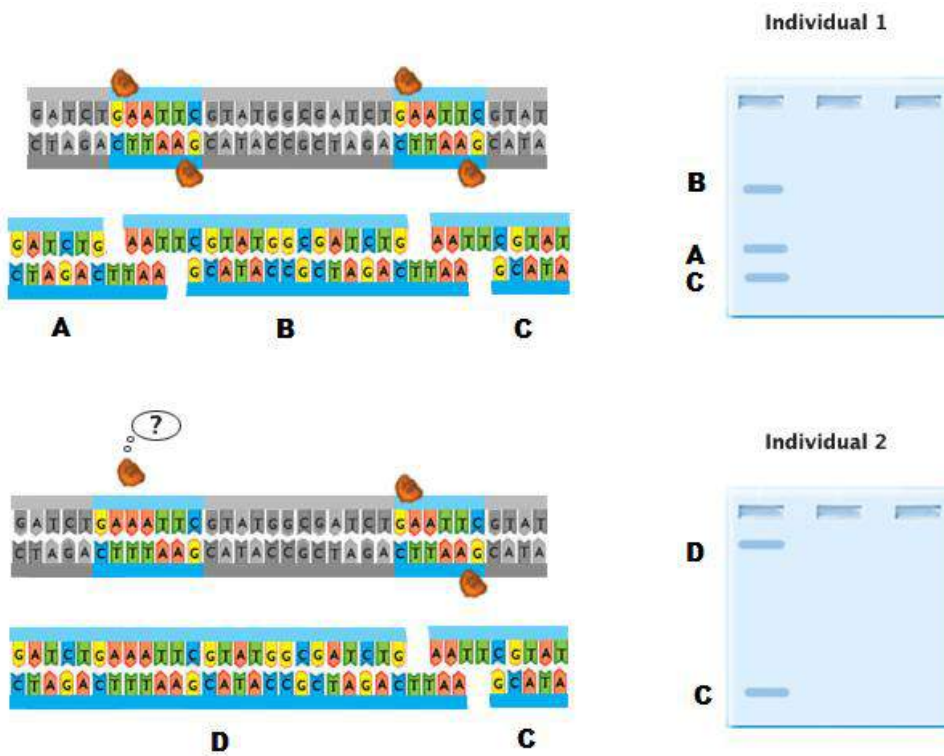 Individual 1
GATCTGAATTCGTATGGCGATCTGAATTCGTAT
CTAGACTTAAGCATACCGCTAGACTTAAGCATA
GATCTG AATTCGTATGGCGATCTG AATTCGTAT
CTAGACTTAA GCATACCGCTAGACTTAA GCATA
A B C
B
A
C
?
Individual 2
GATCTGAAATTCGTATGGCGATCTGAATTCGTAT
CTAGACTTTAAGCATACCGCTAGACTTAAGCATA
GATCTGAAATTCGTATGGCGATCTG AATTCGTAT
CTAGACTTTAAGCATACCGCTAGACTTAA GCATA
D C
D
C